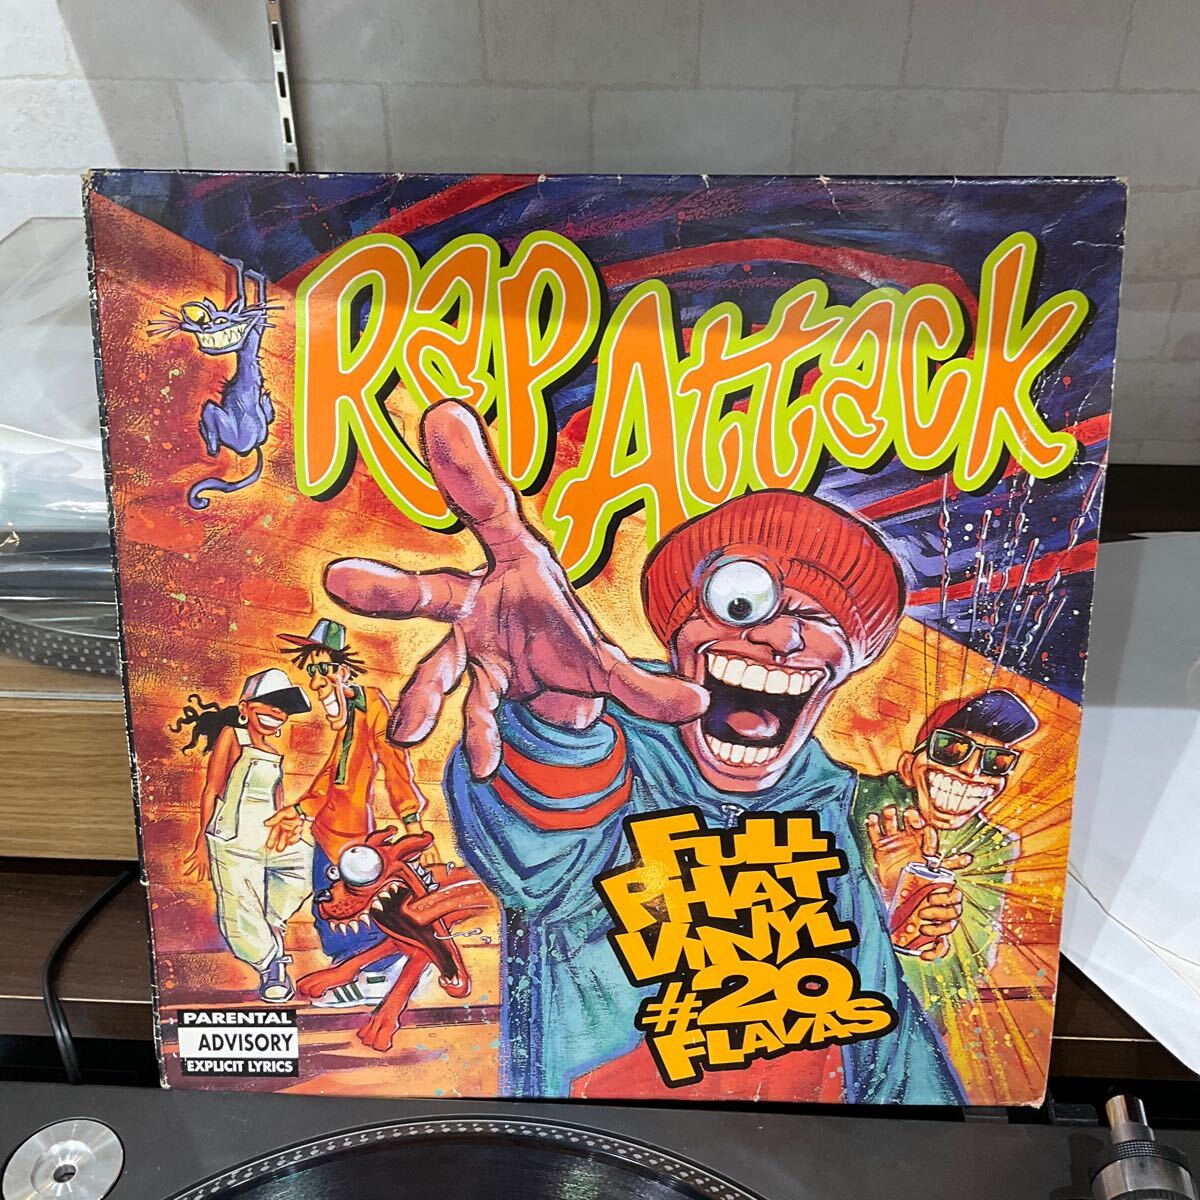 Rap Attack
Full
Phat
Vinyl
#20
Flavas
PARENTAL
ADVISORY
EXPLICIT LYRICS